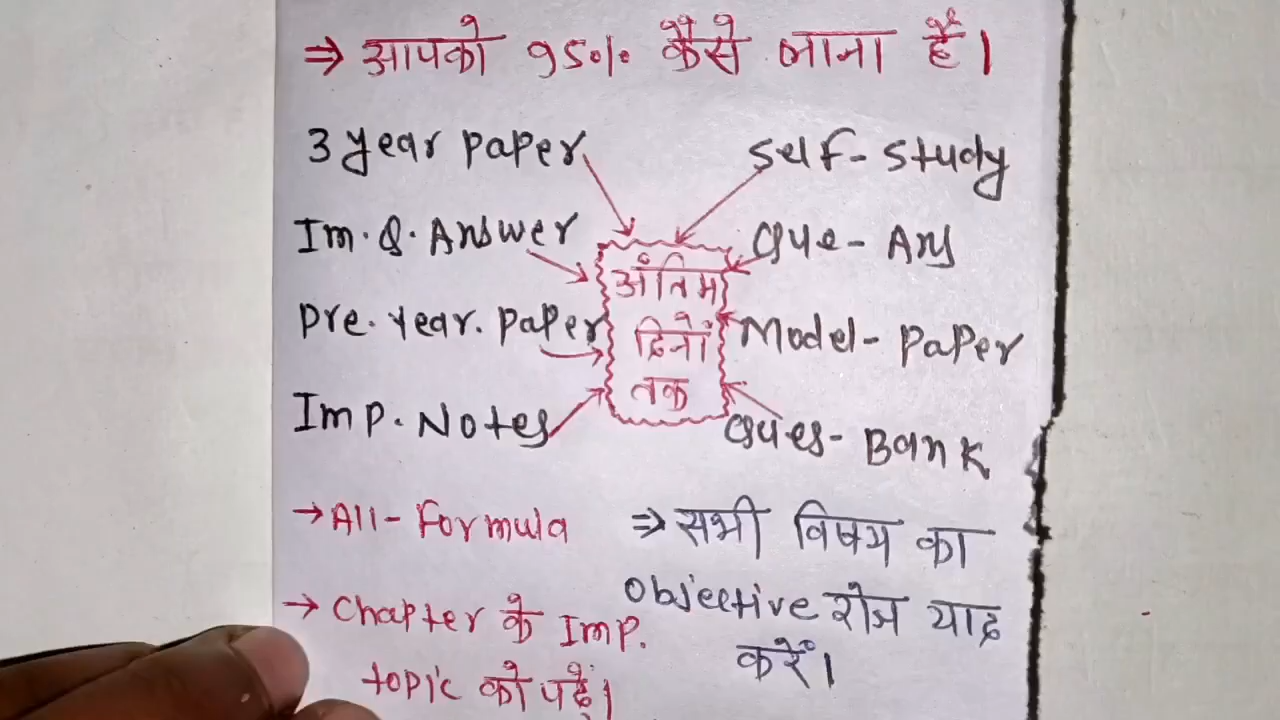 ⇒ आपको 95% कैसे लाना है।
3 year paper
self-study
Im.Q.Answer
Que-Ans
अंतिम
दिनों
तक
pre.year.paper
Model-paper
Imp.Notes
Ques-Bank
→ All-Formula
⇒ सभी विषय का
objective रोज याद
करें।
→ Chapter के Imp.
topic को पढ़ें।